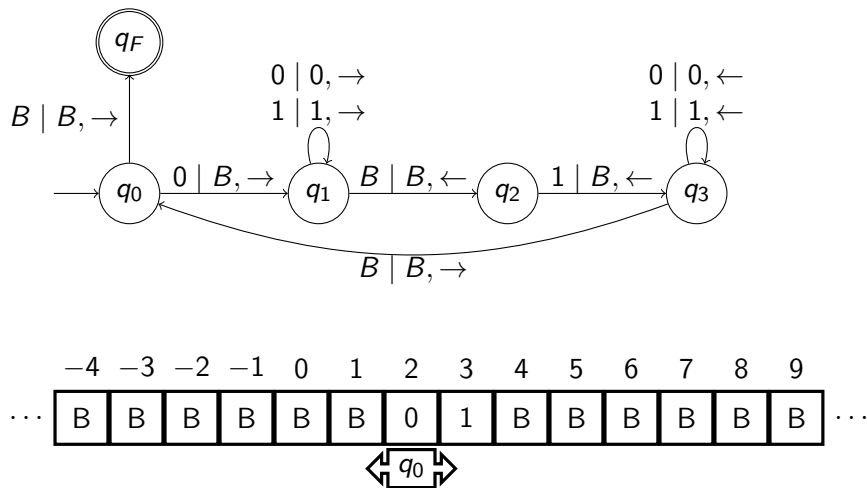 q_F
0 | 0, → 0 | 0, ←
B | B, → 1 | 1, → 1 | 1, ←
q_0 0 | B, → q_1 B | B, ← q_2 1 | B, ← q_3
B | B, →
−4 −3 −2 −1 0 1 2 3 4 5 6 7 8 9
··· B B B B B B 0 1 B B B B B B ···
q_0